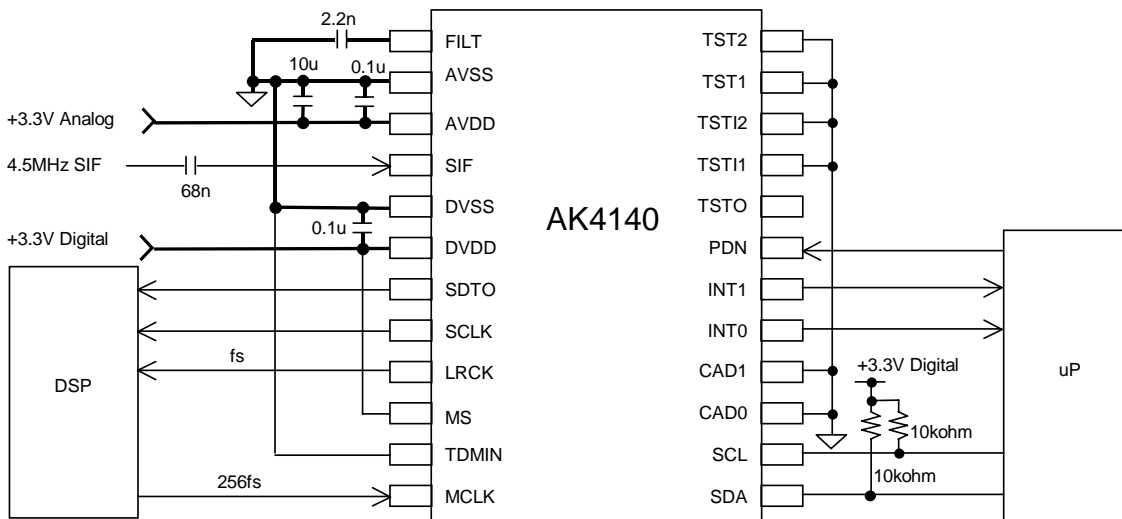 2.2n
FILT
TST2
10u
0.1u
AVSS
TST1
+3.3V Analog
AVDD
TSTI2
4.5MHz SIF
SIF
TSTI1
68n
DVSS
TSTO
AK4140
0.1u
+3.3V Digital
DVDD
PDN
SDTO
INT1
SCLK
INT0
fs
LRCK
CAD1
+3.3V Digital
DSP
uP
MS
CAD0
10kohm
TDMIN
SCL
10kohm
256fs
MCLK
SDA